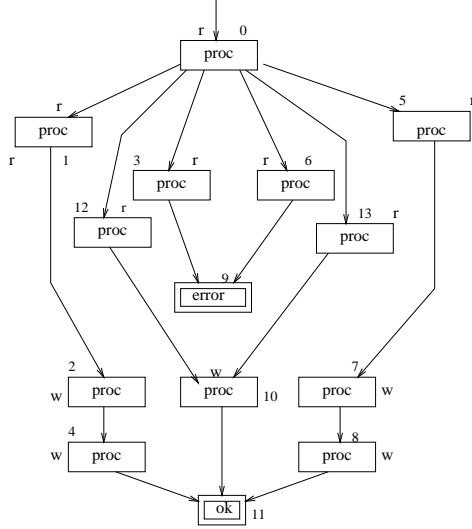 r 0
proc
r
proc
r 1
5 r
proc
3 r
proc
r 6
proc
12 r
proc
13 r
proc
9
error
2
w proc
w
proc 10
7
proc w
4
w proc
8
proc w
ok 11